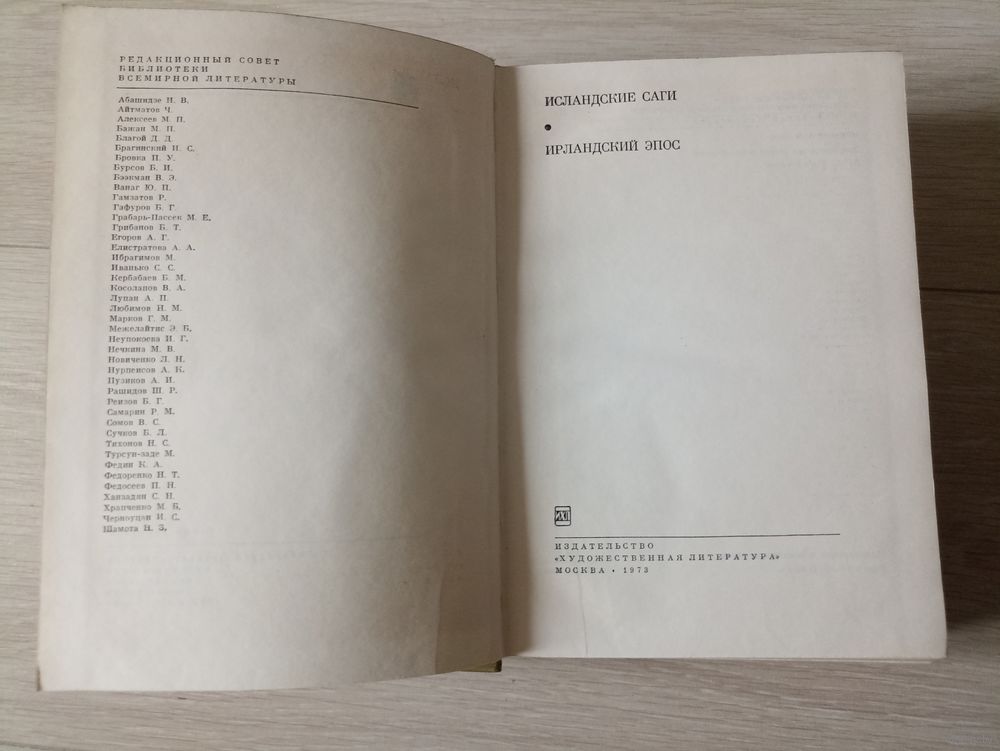 РЕДАКЦИОННЫЙ СОВЕТ
БИБЛИОТЕКИ
ВСЕМИРНОЙ ЛИТЕРАТУРЫ
Абашидзе И. В.
Айтматов Ч.
Алексеев М. П.
Бажан М. П.
Благой Д. Д.
Брагинский И. С.
Бровка П. У.
Бурсов Б. И.
Бээкман В. Э.
Ванаг Ю. П.
Гамзатов Р.
Гафуров Б. Г.
Грабарь-Пассек М. Е.
Грибанов Б. Т.
Егоров А. Г.
Елистратова А. А.
Ибрагимов М.
Иванько С. С.
Кербабаев Б. М.
Косолапов В. А.
Лупан А. П.
Любимов Н. М.
Марков Г. М.
Межелайтис Э. Б.
Неупокоева И. Г.
Нечкина М. В.
Новиченко Л. Н.
Нурпеисов А. К.
Пузиков А. И.
Рашидов Ш. Р.
Реизов Б. Г.
Самарин Р. М.
Сомов В. С.
Сучков Б. Л.
Тихонов Н. С.
Турсун-заде М.
Федин К. А.
Федоренко Н. Т.
Федосеев П. Н.
Ханзадян С. Н.
Храпченко М. Б.
Черноуцан И. С.
Шамота Н. З.
ИСЛАНДСКИЕ САГИ
•
ИРЛАНДСКИЙ ЭПОС
ИЗДАТЕЛЬСТВО
«ХУДОЖЕСТВЕННАЯ ЛИТЕРАТУРА»
МОСКВА • 1973